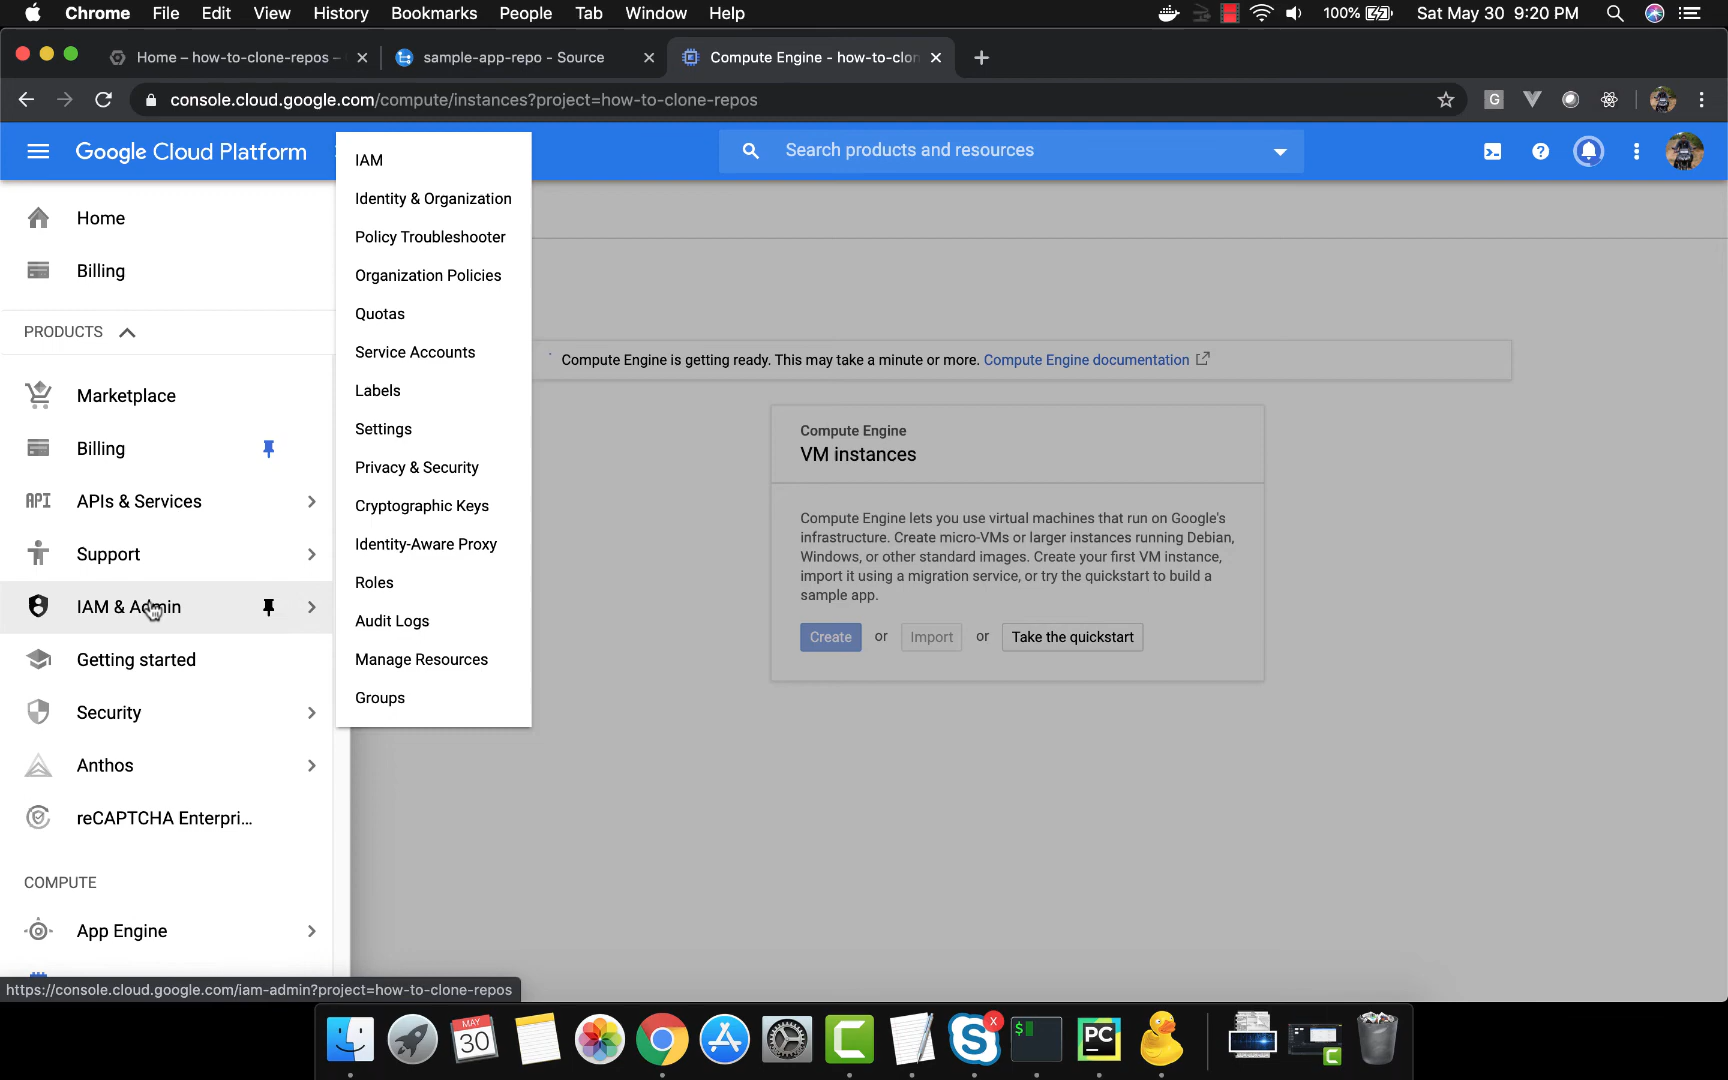 Chrome File Edit View History Bookmarks People Tab Window Help 100% Sat May 30 9:20 PM
Home – how-to-clone-repos – sample-app-repo - Source Compute Engine - how-to-clon
console.cloud.google.com/compute/instances?project=how-to-clone-repos G
Google Cloud Platform
Search products and resources
Home
Billing
PRODUCTS
Marketplace
Billing
API APIs & Services
Support
IAM & Admin
Getting started
Security
Anthos
reCAPTCHA Enterpri...
COMPUTE
App Engine
IAM
Identity & Organization
Policy Troubleshooter
Organization Policies
Quotas
Service Accounts
Labels
Settings
Privacy & Security
Cryptographic Keys
Identity-Aware Proxy
Roles
Audit Logs
Manage Resources
Groups
Compute Engine is getting ready. This may take a minute or more. Compute Engine documentation
Compute Engine
VM instances
Compute Engine lets you use virtual machines that run on Google's
infrastructure. Create micro-VMs or larger instances running Debian,
Windows, or other standard images. Create your first VM instance,
import it using a migration service, or try the quickstart to build a
sample app.
Create or Import or Take the quickstart
https://console.cloud.google.com/iam-admin?project=how-to-clone-repos
MAY
30
S
x
$
PC
C